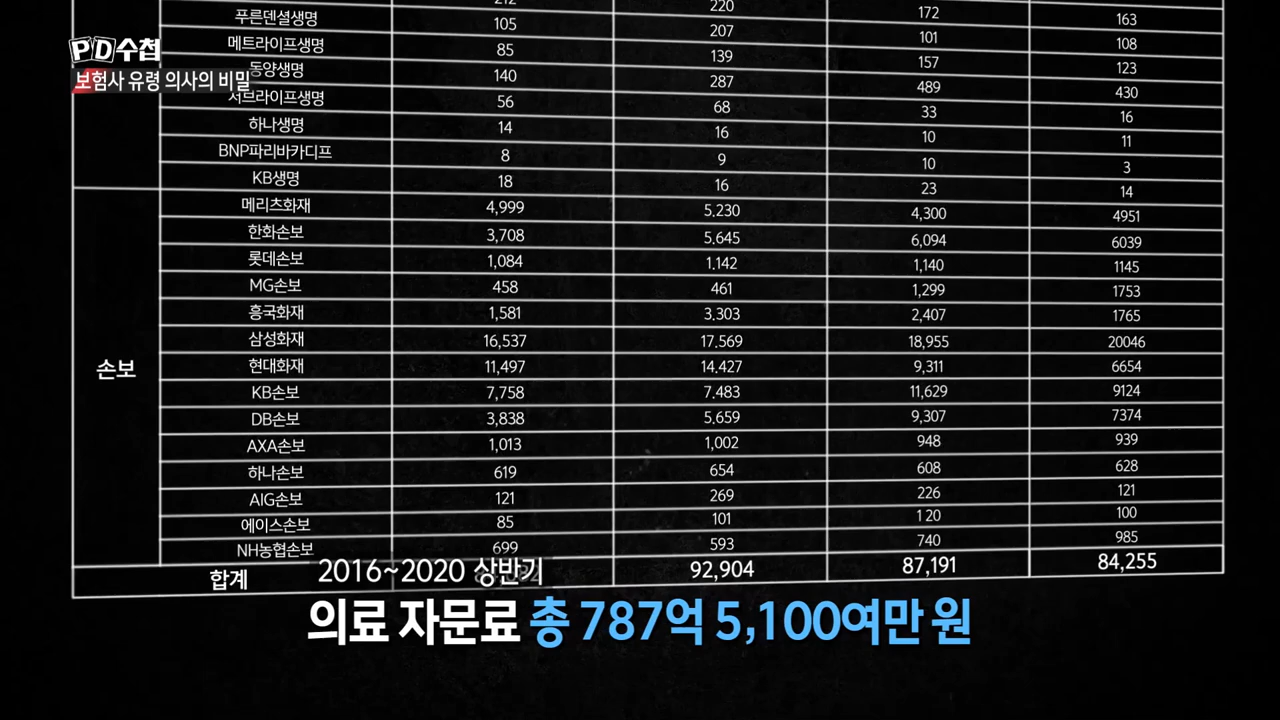 PD수첩
보험사 유령 의사의 비밀
212 220
푸른덴셜생명 105 207 172 163
메트라이프생명 85 139 101 108
동양생명 140 287 157 123
56 68 489 430
하나생명 14 16 33 16
BNP파리바카디프 8 9 10 11
KB생명 18 16 10 3
23 14
손보
메리츠화재 4,999 5,230 4,300 4951
한화손보 3,708 5,645 6,094 6039
롯데손보 1,084 1,142 1,140 1145
MG손보 458 461 1,299 1753
흥국화재 1,581 3,303 2,407 1765
삼성화재 16,537 17,569 18,955 20046
현대화재 11,497 14,427 9,311 6654
KB손보 7,758 7,483 11,629 9124
DB손보 3,838 5,659 9,307 7374
AXA손보 1,013 1,002 948 939
하나손보 619 654 608 628
AIG손보 121 269 226 121
에이스손보 85 101 120 100
NH농협손보 699 593 740 985
합계 92,904 87,191 84,255
2016~2020 상반기
의료 자문료 총 787억 5,100여만 원